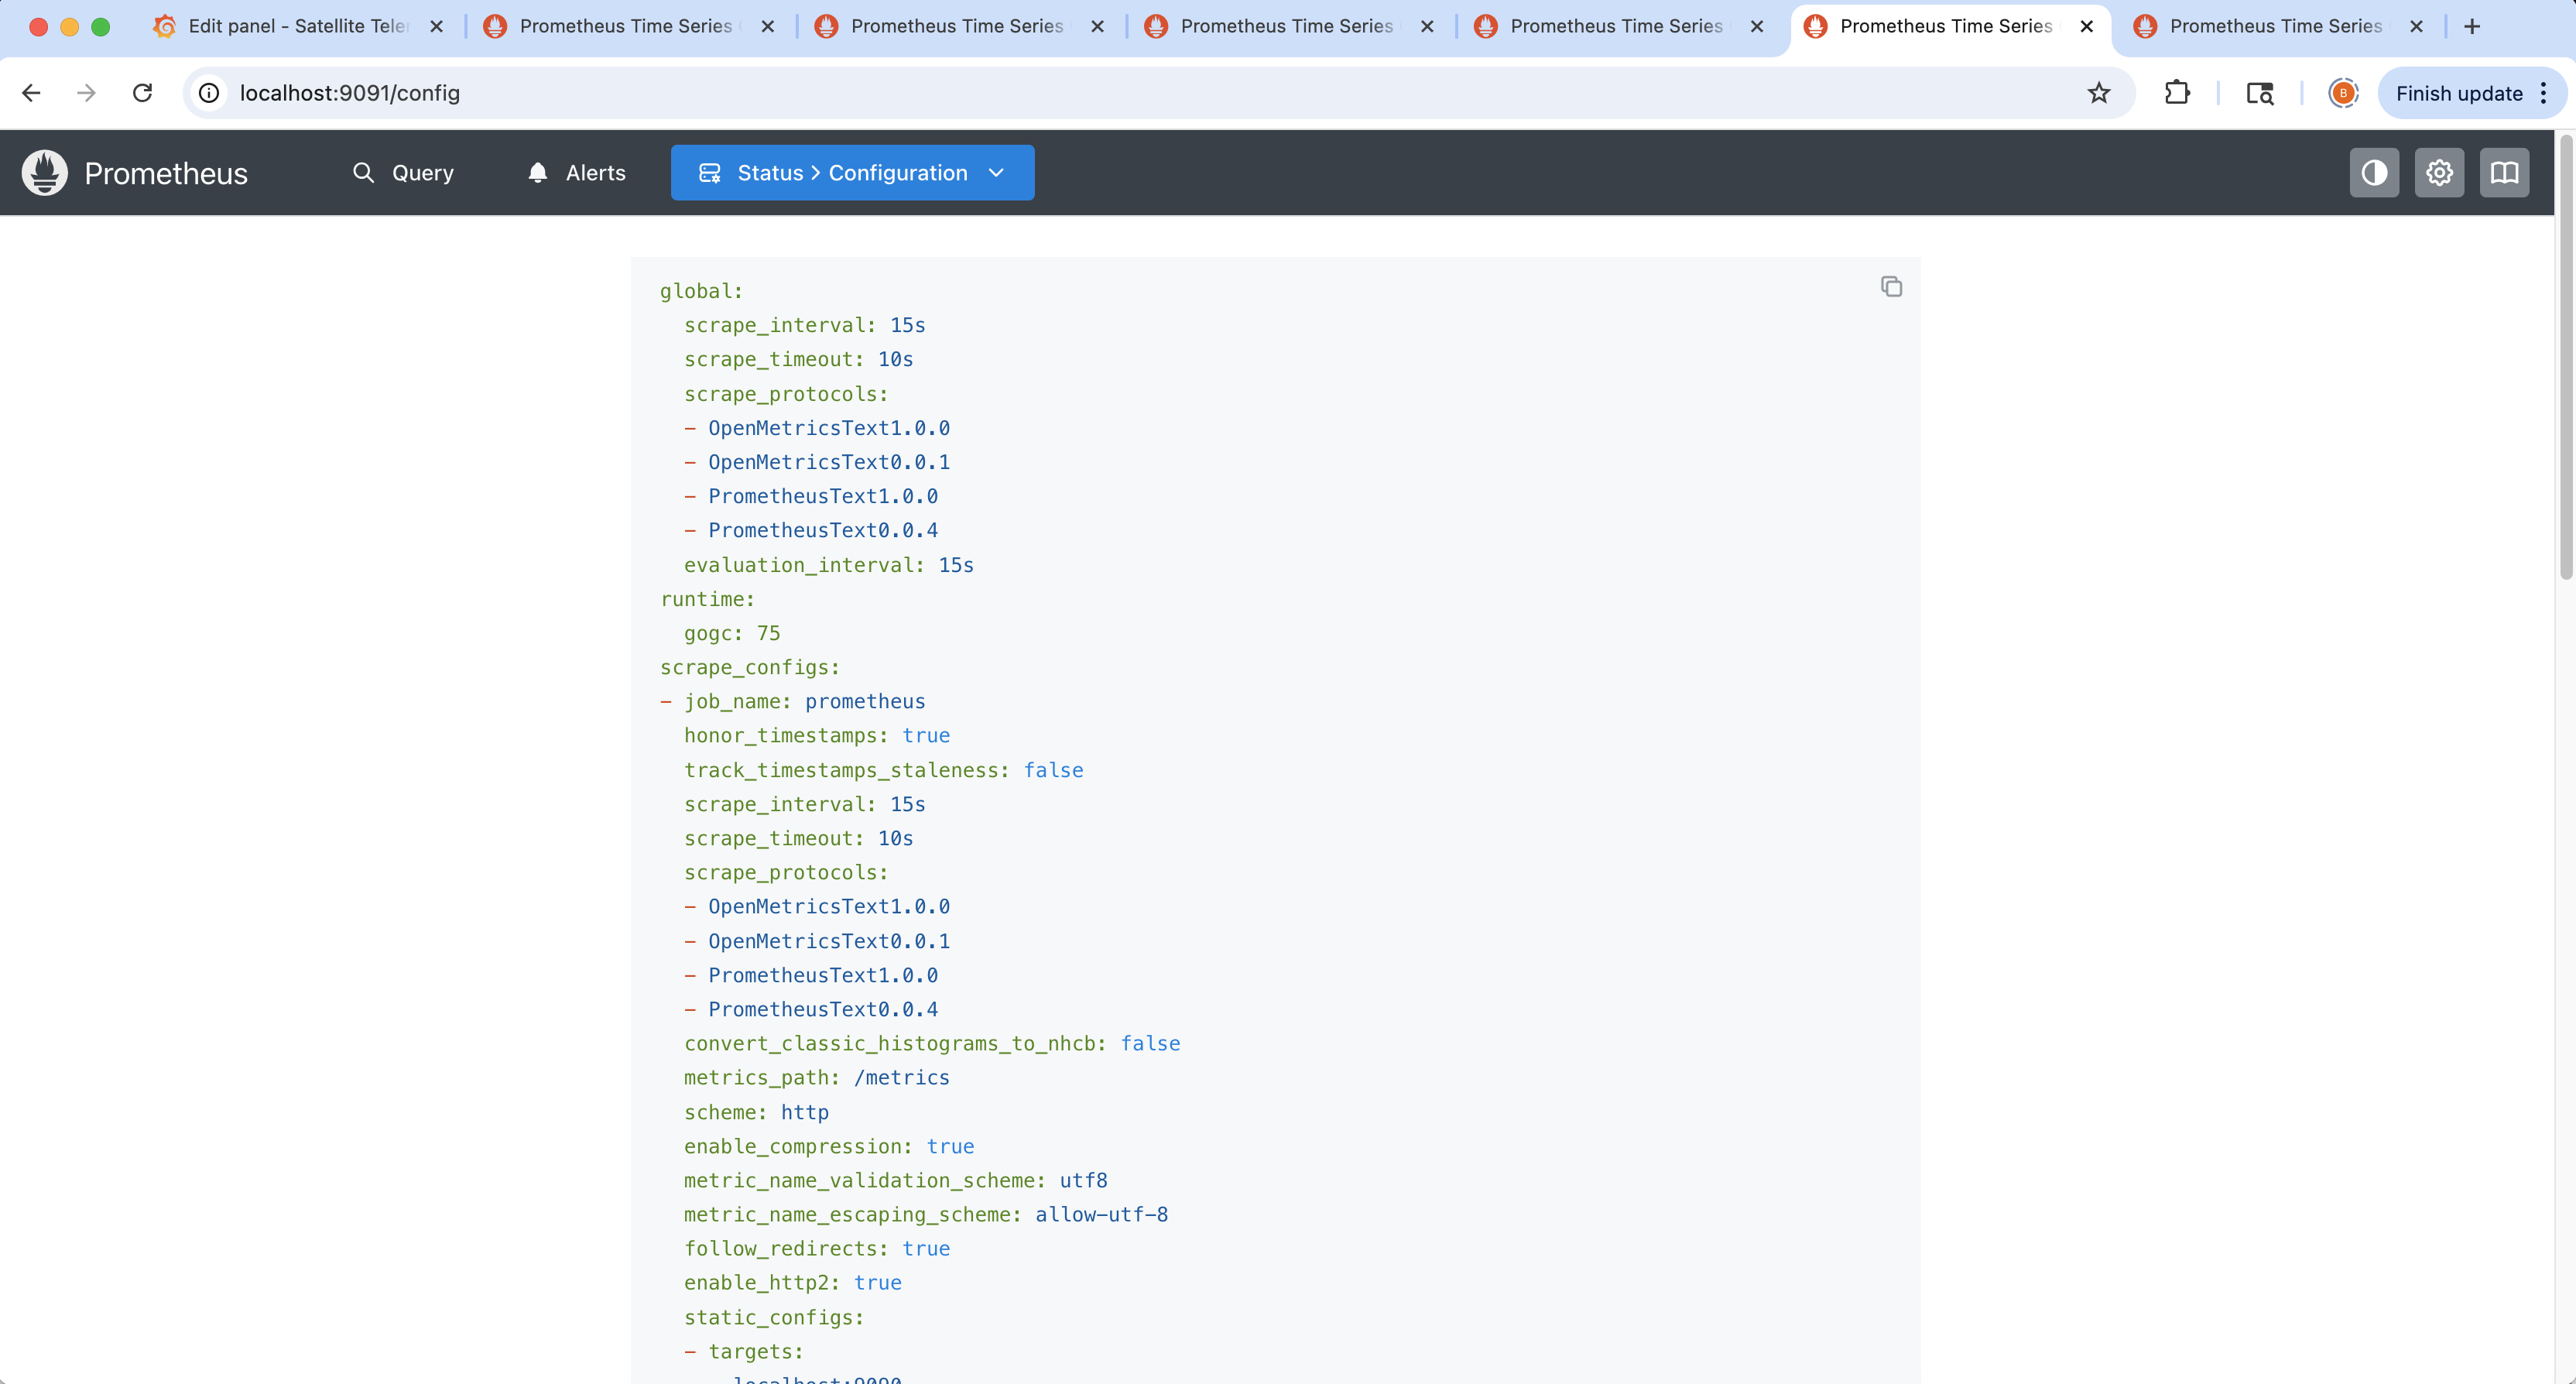 Edit panel - Satellite Teler
Prometheus Time Series
Prometheus Time Series
Prometheus Time Series
Prometheus Time Series
Prometheus Time Series
Prometheus Time Series
localhost:9091/config
B
Finish update
Prometheus
Query
Alerts
Status > Configuration
global:
scrape_interval: 15s
scrape_timeout: 10s
scrape_protocols:
- OpenMetricsText1.0.0
- OpenMetricsText0.0.1
- PrometheusText1.0.0
- PrometheusText0.0.4
evaluation_interval: 15s
runtime:
gogc: 75
scrape_configs:
- job_name: prometheus
honor_timestamps: true
track_timestamps_staleness: false
scrape_interval: 15s
scrape_timeout: 10s
scrape_protocols:
- OpenMetricsText1.0.0
- OpenMetricsText0.0.1
- PrometheusText1.0.0
- PrometheusText0.0.4
convert_classic_histograms_to_nhcb: false
metrics_path: /metrics
scheme: http
enable_compression: true
metric_name_validation_scheme: utf8
metric_name_escaping_scheme: allow-utf-8
follow_redirects: true
enable_http2: true
static_configs:
- targets:
localhost:9090